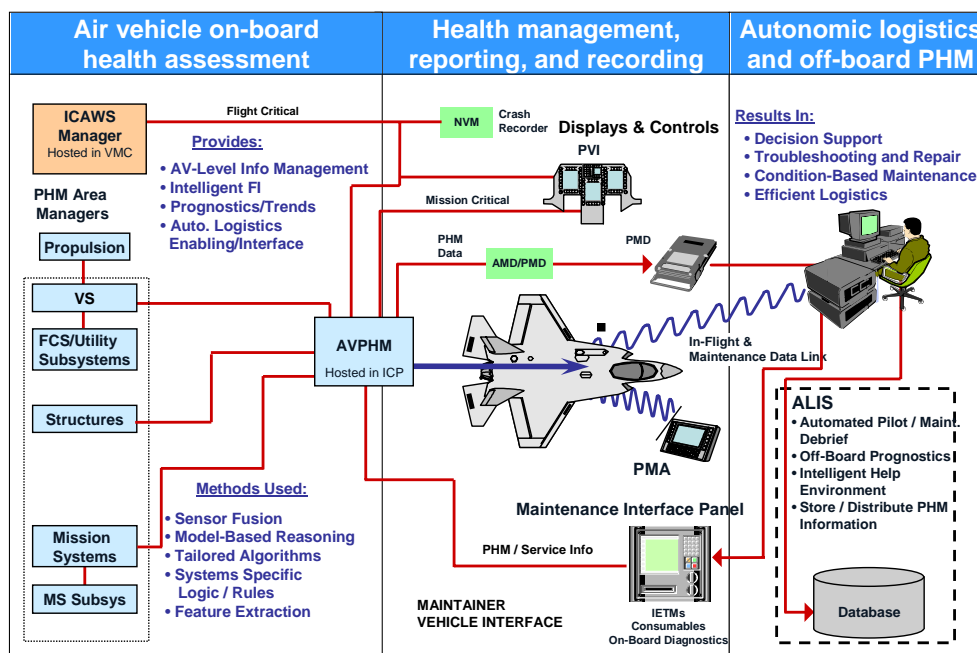 Air vehicle on-board
health assessment
Health management,
reporting, and recording
Autonomic logistics
and off-board PHM
ICAWS
Manager
Hosted in VMC
Flight Critical
Provides:
• AV-Level Info Management
• Intelligent FI
• Prognostics/Trends
• Auto. Logistics
Enabling/Interface
PHM Area
Managers
Propulsion
VS
FCS/Utility
Subsystems
Structures
Mission
Systems
MS Subsys
AVPHM
Hosted in ICP
Methods Used:
• Sensor Fusion
• Model-Based Reasoning
• Tailored Algorithms
• Systems Specific
Logic / Rules
• Feature Extraction
NVM
Crash
Recorder
Displays & Controls
PVI
Mission Critical
PHM
Data
AMD/PMD
PMD
In-Flight &
Maintenance Data Link
PMA
Maintenance Interface Panel
PHM / Service Info
MAINTAINER
VEHICLE INTERFACE
IETMs
Consumables
On-Board Diagnostics
Results In:
• Decision Support
• Troubleshooting and Repair
• Condition-Based Maintenance
• Efficient Logistics
ALIS
• Automated Pilot / Maint.
Debrief
• Off-Board Prognostics
• Intelligent Help
Environment
• Store / Distribute PHM
Information
Database